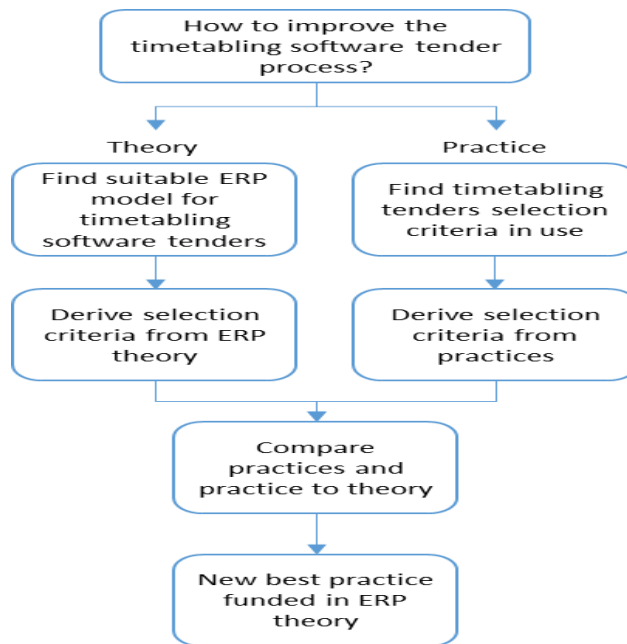 How to improve the
timetabling software tender
process?
Theory
Practice
Find suitable ERP
model for
timetabling
software tenders
Find timetabling
tenders selection
criteria in use
Derive selection
criteria from ERP
theory
Derive selection
criteria from
practices
Compare
practices and
practice to theory
New best practice
funded in ERP
theory